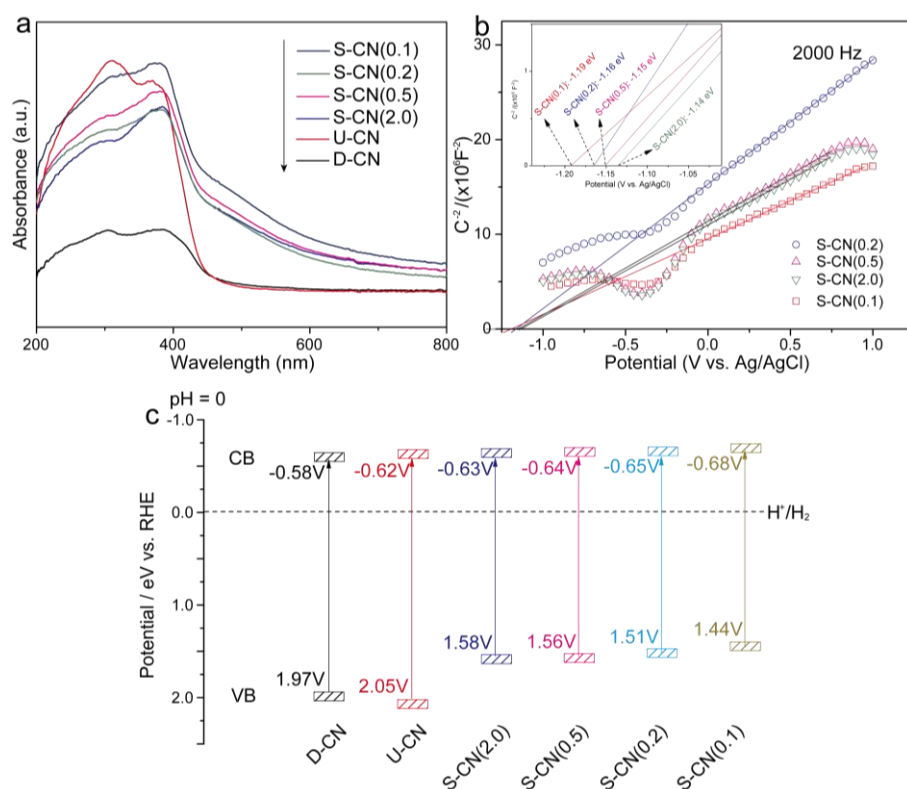 a
S-CN(0.1)
S-CN(0.2)
S-CN(0.5)
S-CN(2.0)
U-CN
D-CN
Absorbance (a.u.)
200 400 600 800
Wavelength (nm)
b
2000 Hz
30
20
10
0
C⁻²/(x10⁶F⁻²)
C⁻² /(x10⁶ F⁻²)
1
0
S-CN(0.1): -1.19 eV
S-CN(0.2): -1.16 eV
S-CN(0.5): -1.15 eV
S-CN(2.0): -1.14 eV
-1.20 -1.15 -1.10 -1.05
Potential (V vs. Ag/AgCl)
S-CN(0.2)
S-CN(0.5)
S-CN(2.0)
S-CN(0.1)
-1.0 -0.5 0.0 0.5 1.0
Potential (V vs. Ag/AgCl)
c
pH = 0
-1.0
0.0
1.0
2.0
Potential / eV vs. RHE
CB
-0.58V -0.62V -0.63V -0.64V -0.65V -0.68V
H⁺/H₂
1.97V 2.05V 1.58V 1.56V 1.51V 1.44V
VB
D-CN U-CN S-CN(2.0) S-CN(0.5) S-CN(0.2) S-CN(0.1)